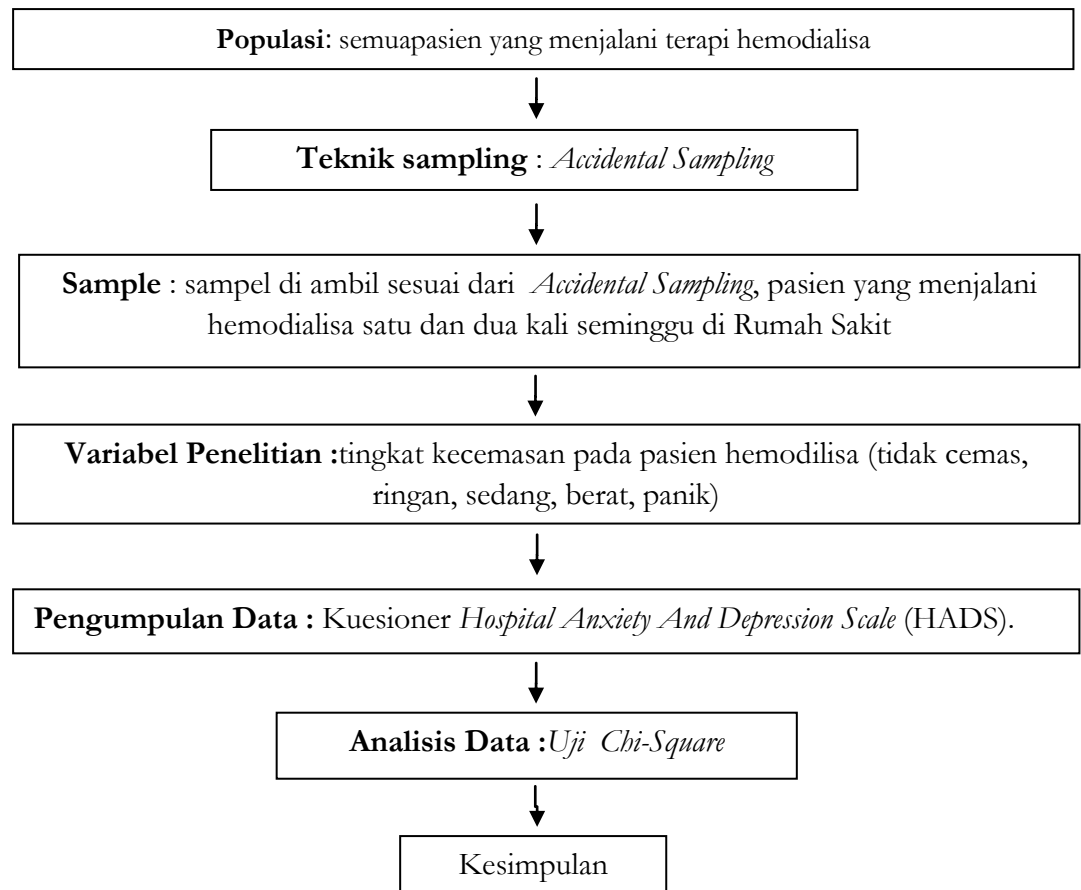 Populasi: semuapasien yang menjalani terapi hemodialisa
Teknik sampling : Accidental Sampling
Sample : sampel di ambil sesuai dari Accidental Sampling, pasien yang menjalani
hemodialisa satu dan dua kali seminggu di Rumah Sakit
Variabel Penelitian :tingkat kecemasan pada pasien hemodilisa (tidak cemas,
ringan, sedang, berat, panik)
Pengumpulan Data : Kuesioner Hospital Anxiety And Depression Scale (HADS).
Analisis Data :Uji Chi-Square
Kesimpulan